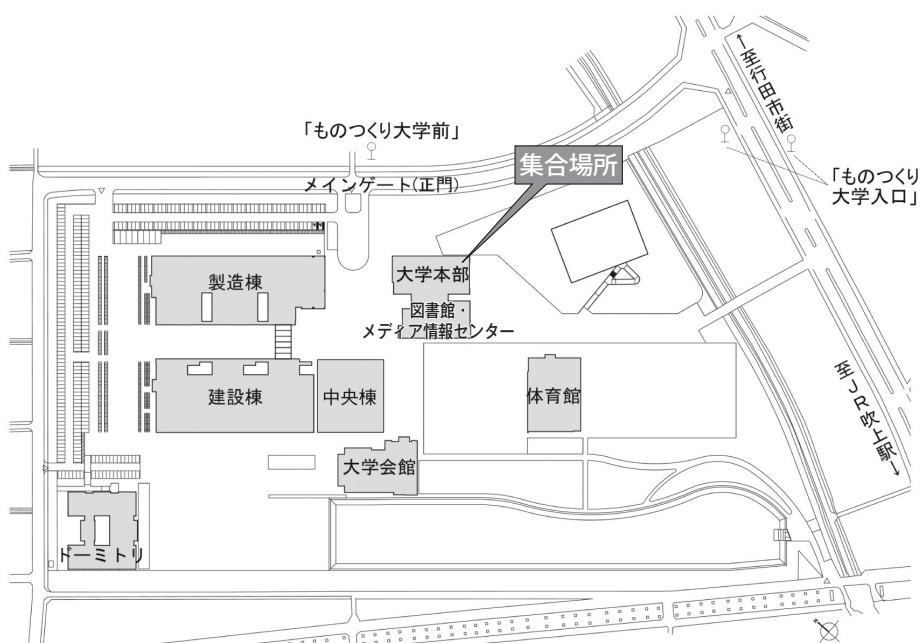 ←至行田市街
「ものつくり大学前」
集合場所
「ものつくり
大学入口」
メインゲート(正門)
大学本部
製造棟
図書館・
メディア情報センター
至JR吹上駅→
建設棟
中央棟
体育館
大学会館
ドーミトリ